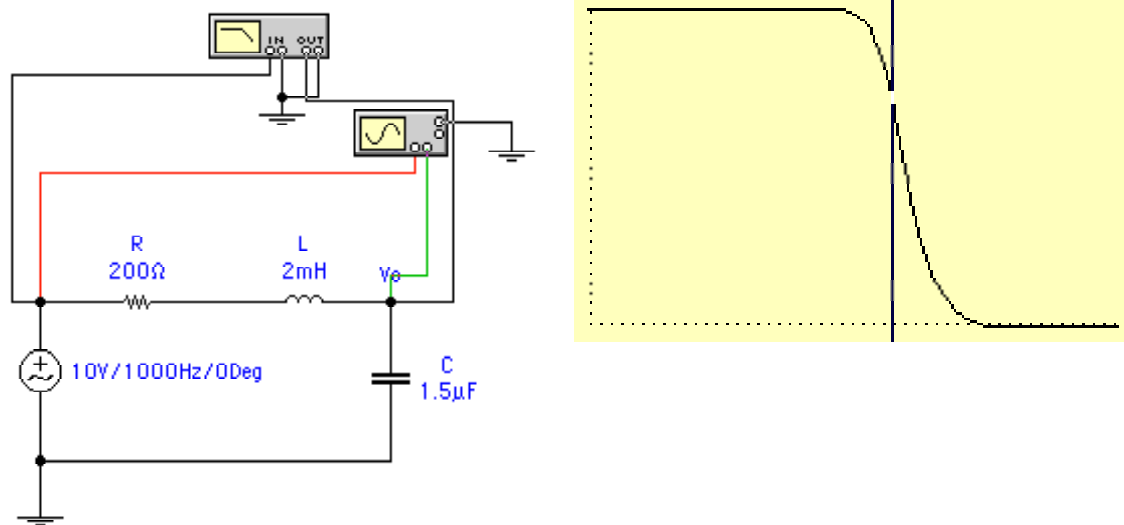 IN OUT
R
200Ω
L
2mH
Vo
10V/1000Hz/0Deg
C
1.5µF